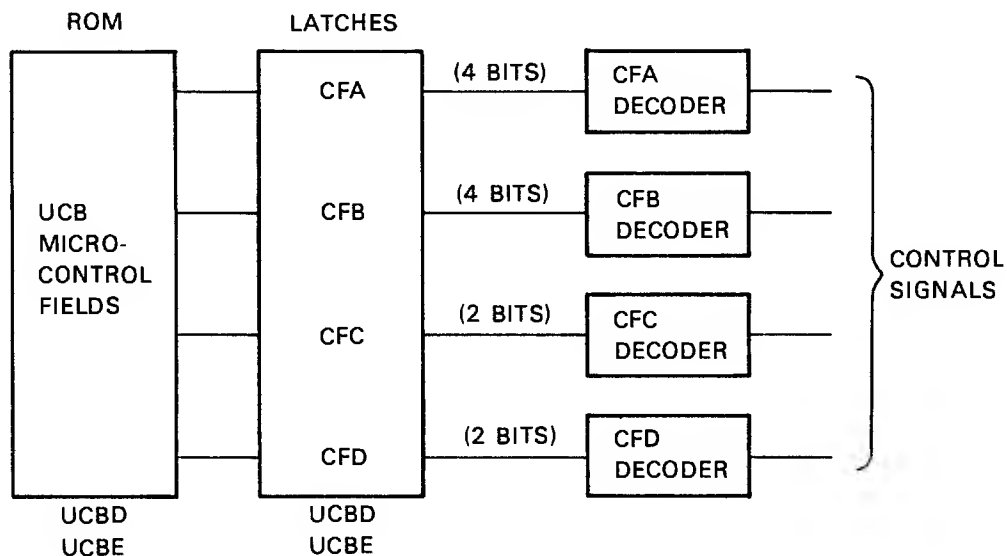 ROM
LATCHES
UCB
MICRO-
CONTROL
FIELDS
UCBD
UCBE
CFA
CFB
CFC
CFD
UCBD
UCBE
(4 BITS)
(4 BITS)
(2 BITS)
(2 BITS)
CFA
DECODER
CFB
DECODER
CFC
DECODER
CFD
DECODER
CONTROL
SIGNALS